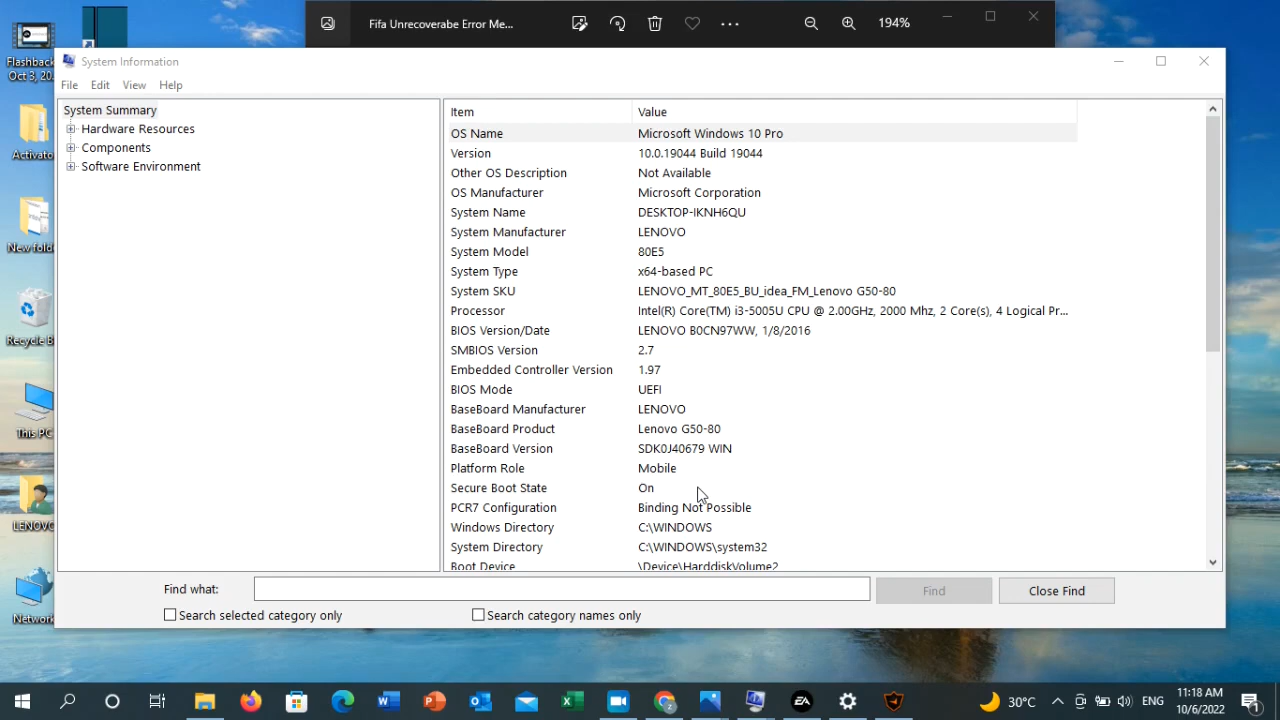 Fifa Unrecoverabe Error Me...
194%
Flashback
Oct 3, 20..
Activato
New fold
Recycle B
This PC
LENOVO
Network
System Information
File Edit View Help
System Summary
Hardware Resources
Components
Software Environment
Item Value
OS Name Microsoft Windows 10 Pro
Version 10.0.19044 Build 19044
Other OS Description Not Available
OS Manufacturer Microsoft Corporation
System Name DESKTOP-IKNH6QU
System Manufacturer LENOVO
System Model 80E5
System Type x64-based PC
System SKU LENOVO_MT_80E5_BU_idea_FM_Lenovo G50-80
Processor Intel(R) Core(TM) i3-5005U CPU @ 2.00GHz, 2000 Mhz, 2 Core(s), 4 Logical Pr...
BIOS Version/Date LENOVO B0CN97WW, 1/8/2016
SMBIOS Version 2.7
Embedded Controller Version 1.97
BIOS Mode UEFI
BaseBoard Manufacturer LENOVO
BaseBoard Product Lenovo G50-80
BaseBoard Version SDK0J40679 WIN
Platform Role Mobile
Secure Boot State On
PCR7 Configuration Binding Not Possible
Windows Directory C:\WINDOWS
System Directory C:\WINDOWS\system32
Boot Device \Device\HarddiskVolume2
Find what: Find Close Find
Search selected category only Search category names only
30°C ENG 11:18 AM
10/6/2022